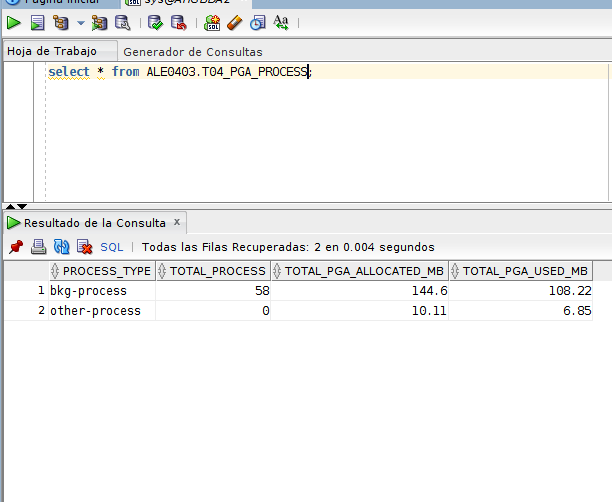 Página Inicial
Hoja de Trabajo Generador de Consultas
select * from ALE0403.T04_PGA_PROCESS;
Resultado de la Consulta x
SQL | Todas las Filas Recuperadas: 2 en 0.004 segundos
PROCESS_TYPE TOTAL_PROCESS TOTAL_PGA_ALLOCATED_MB TOTAL_PGA_USED_MB
1 bkg-process 58 144.6 108.22
2 other-process 0 10.11 6.85